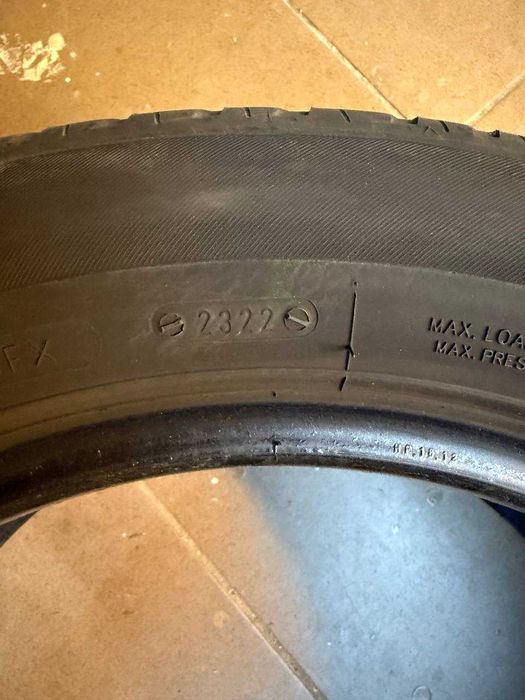 FX
2322
MAX. LOA
MAX. PRES